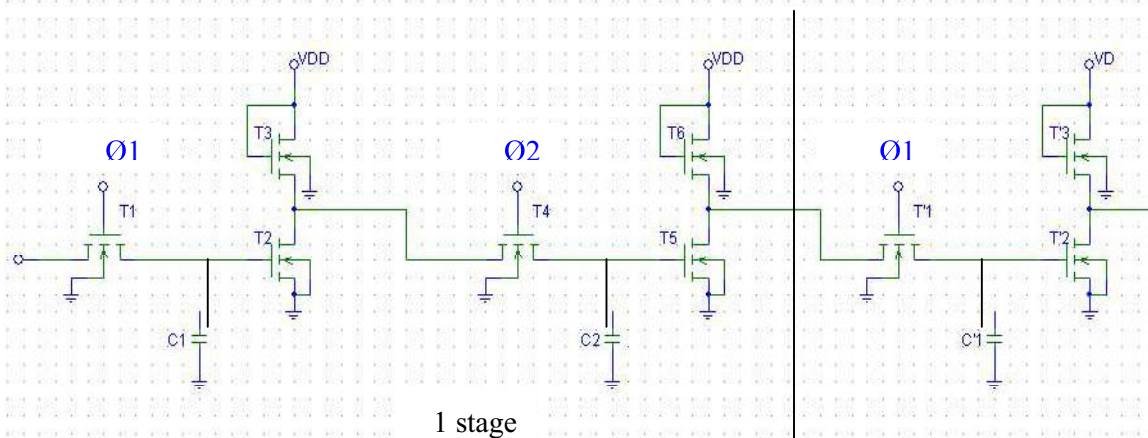 VDD
VDD
VD
T3
T6
T'3
Ø1
Ø2
Ø1
T1
T4
T'1
T2
T5
T'2
C1
C2
C'1
1 stage